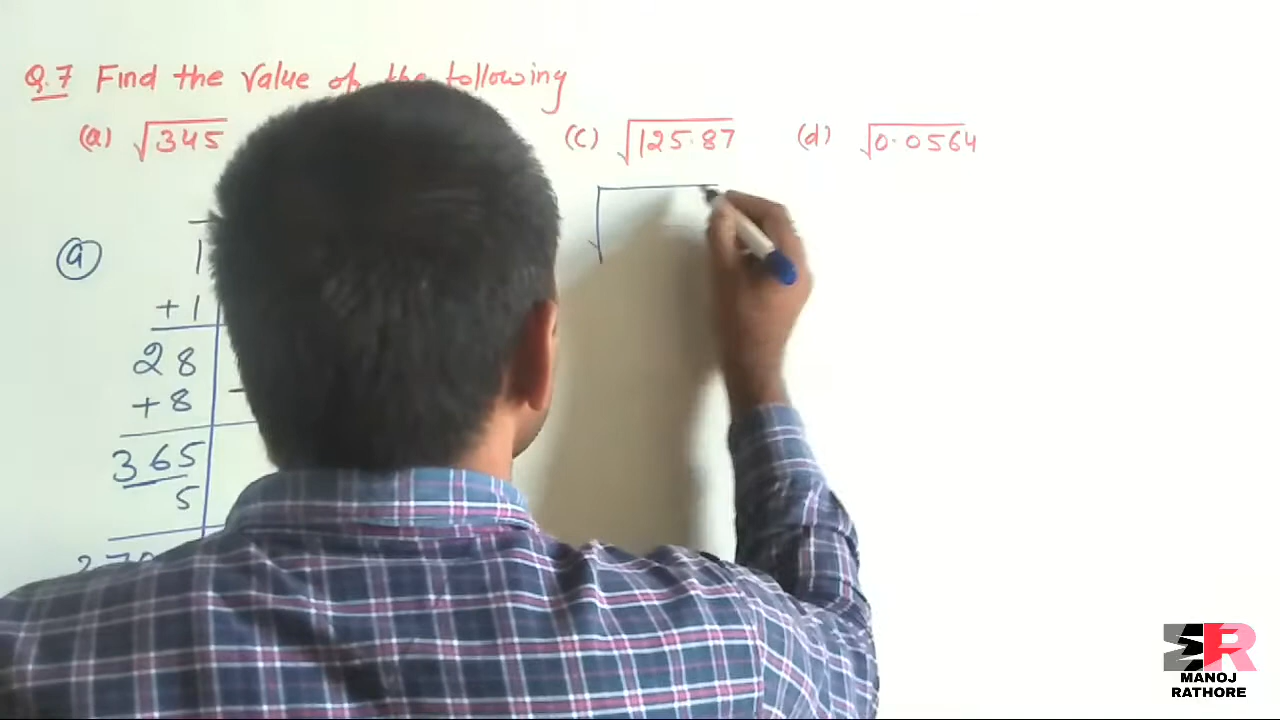 Q.7 Find the value of the following
(a) √345 (c) √125.87 (d) √0.0564
(a) 1
+ 1
28
+ 8
365
5
MANOJ
RATHORE